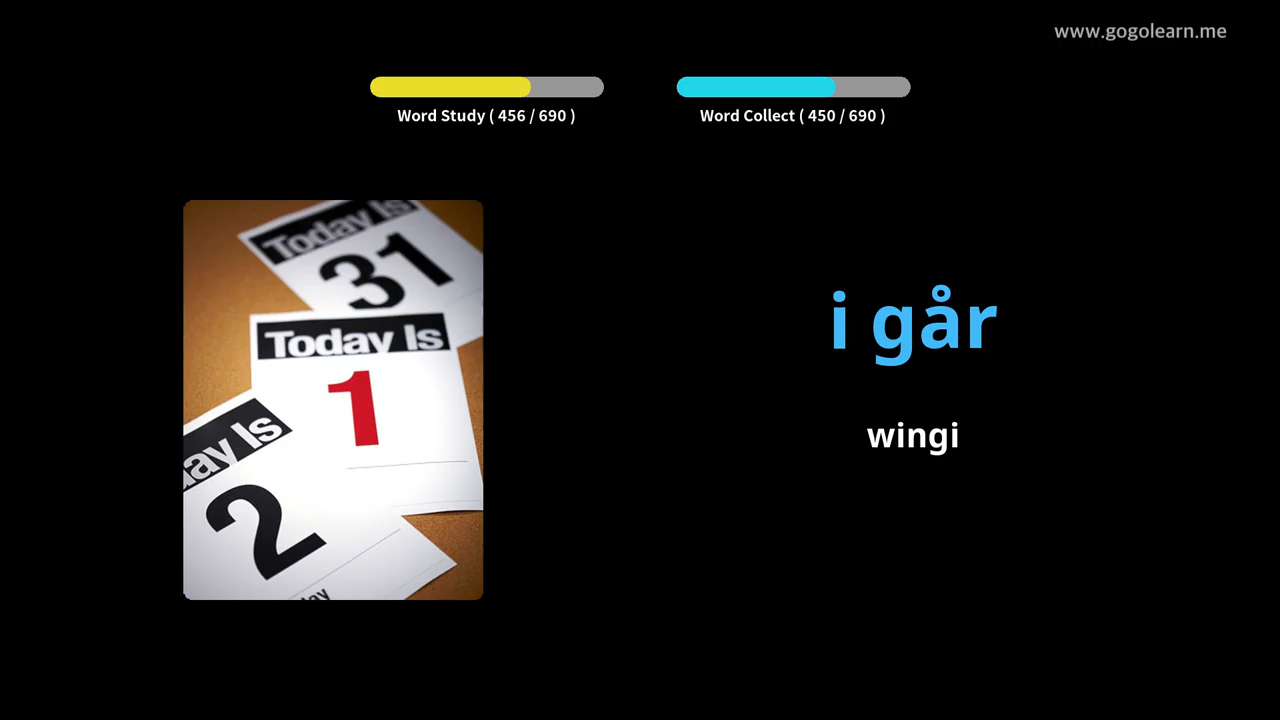 www.gogolearn.me
Word Study ( 456 / 690 )
Word Collect ( 450 / 690 )
Today Is
31
Today Is
1
ay Is
2
ay
i går
wingi